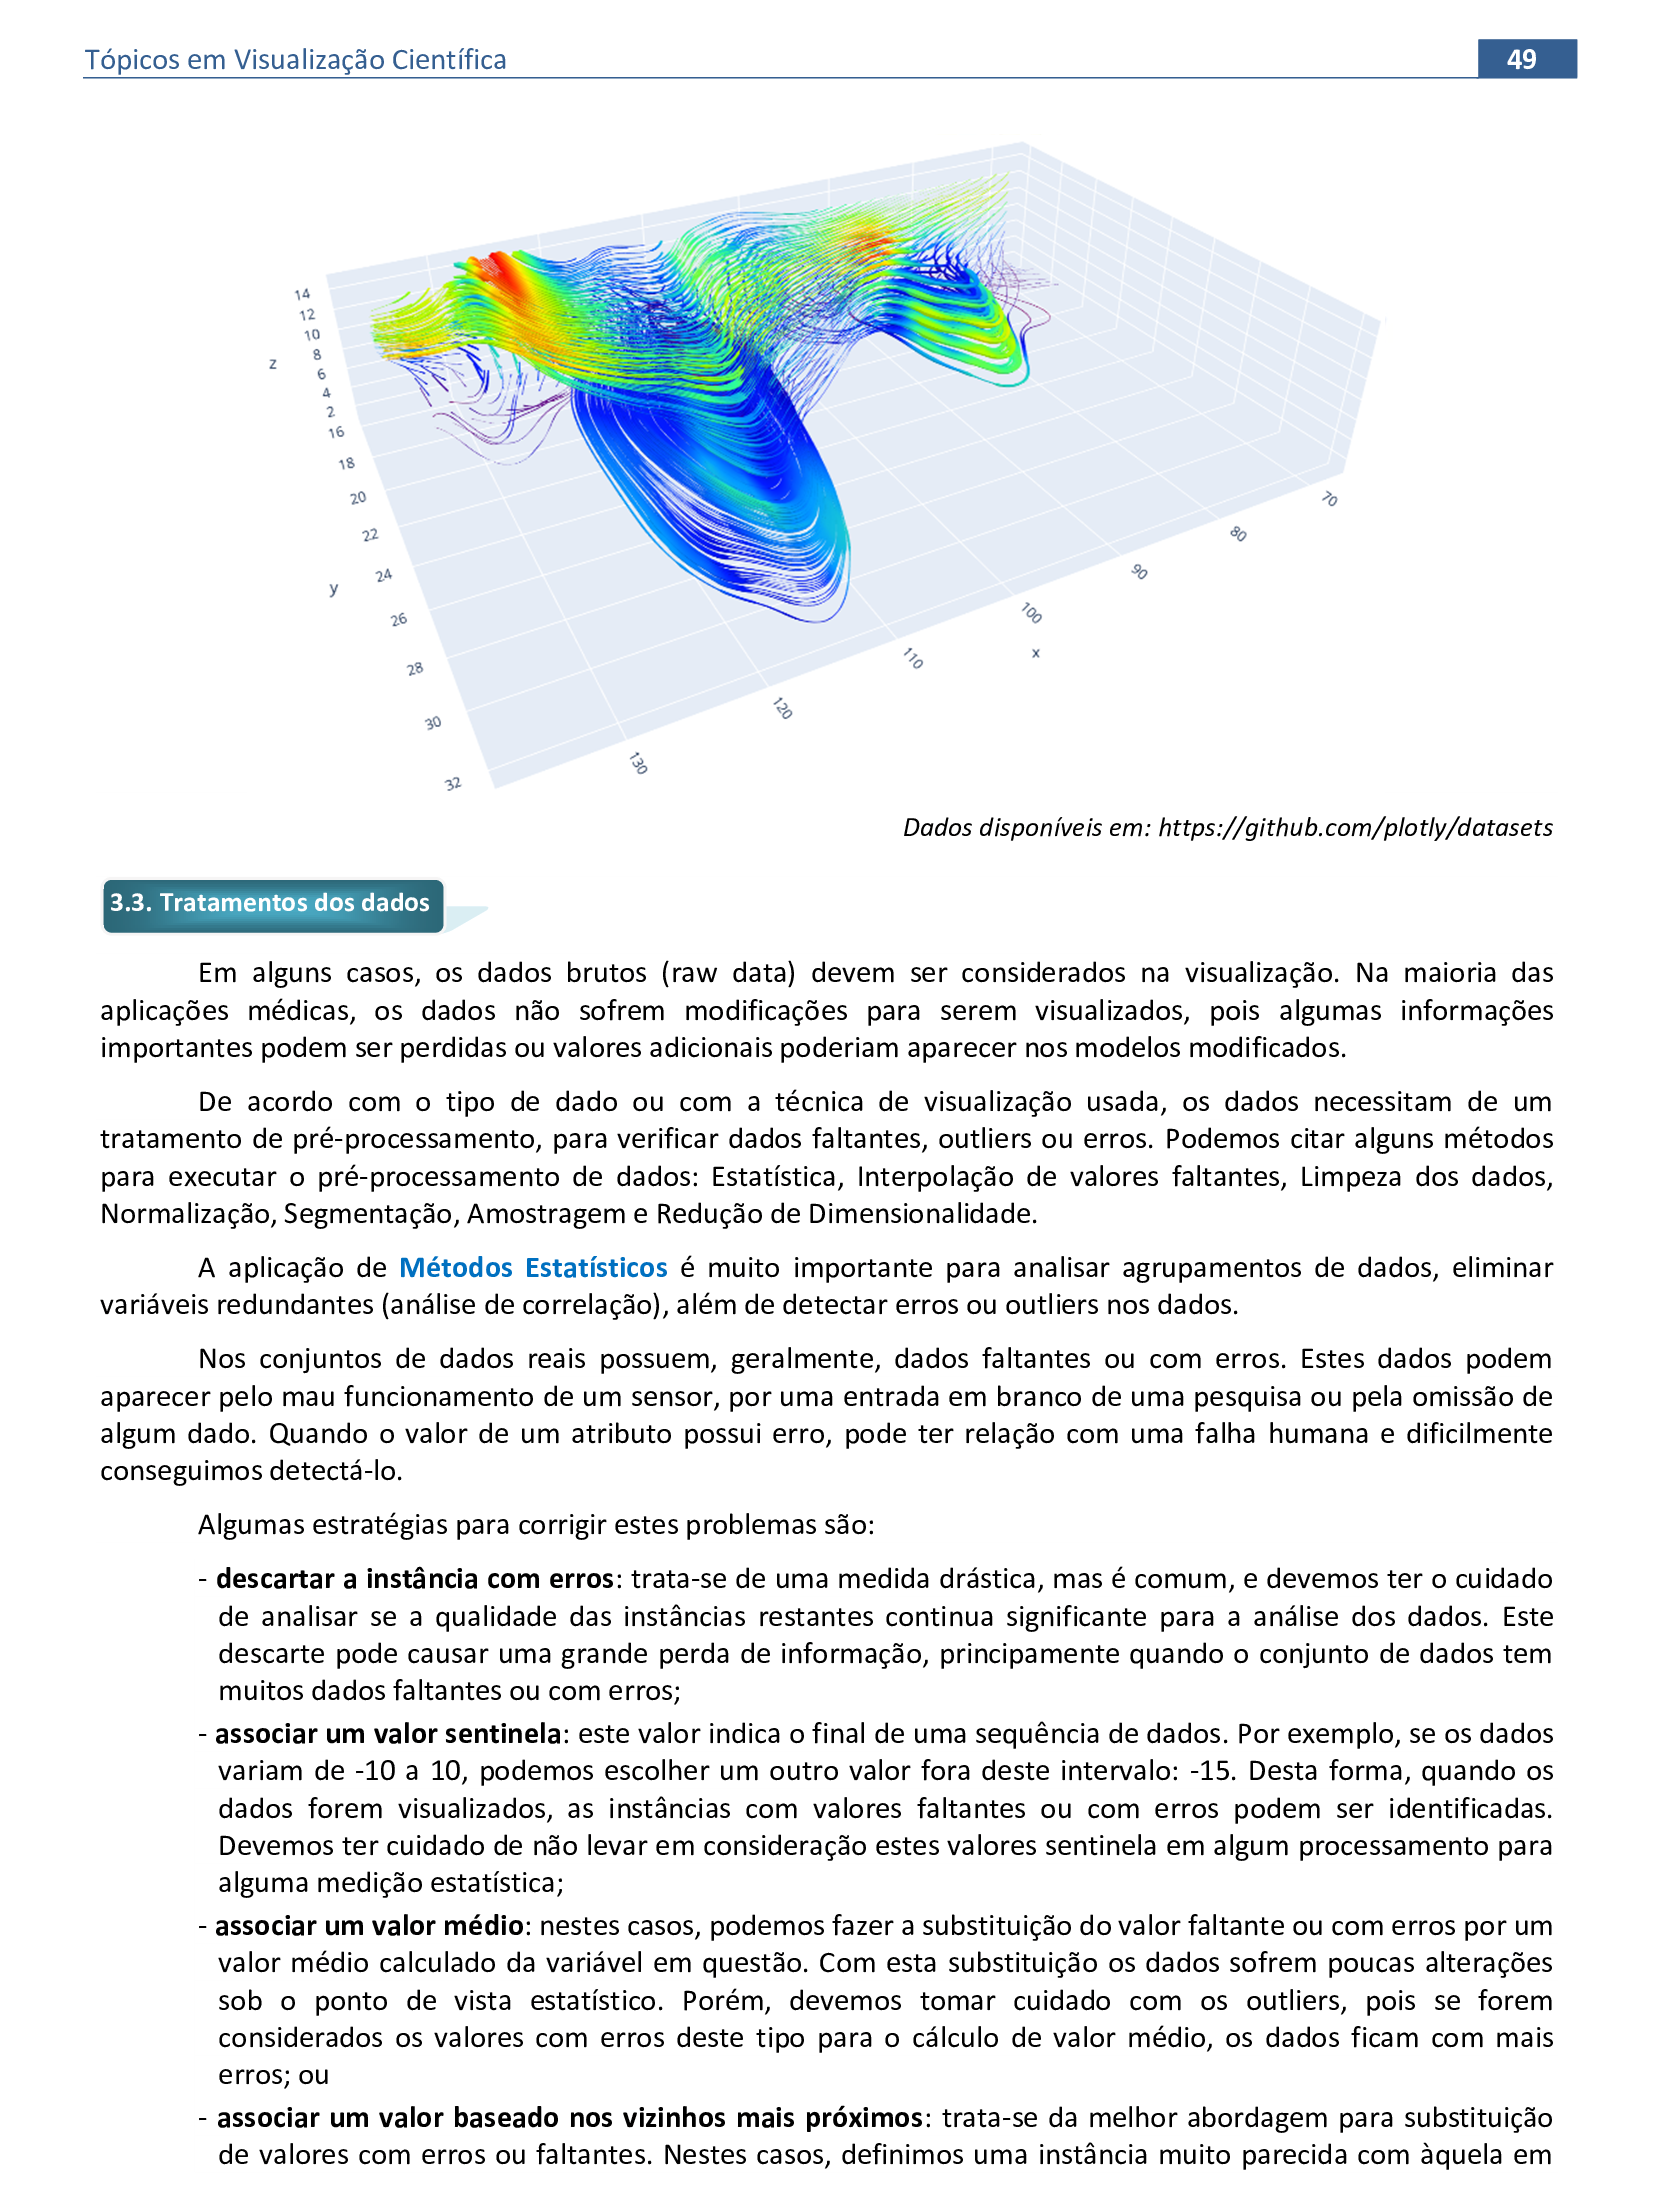 Tópicos em Visualização Científica
49
14
12
10
8
6
4
2
z
16
18
20
22
24
26
28
30
32
y
130
120
110
100
90
80
70
x
Dados disponíveis em: https://github.com/plotly/datasets
3.3. Tratamentos dos dados
Em alguns casos, os dados brutos (raw data) devem ser considerados na visualização. Na maioria das
aplicações médicas, os dados não sofrem modificações para serem visualizados, pois algumas informações
importantes podem ser perdidas ou valores adicionais poderiam aparecer nos modelos modificados.
De acordo com o tipo de dado ou com a técnica de visualização usada, os dados necessitam de um
tratamento de pré-processamento, para verificar dados faltantes, outliers ou erros. Podemos citar alguns métodos
para executar o pré-processamento de dados: Estatística, Interpolação de valores faltantes, Limpeza dos dados,
Normalização, Segmentação, Amostragem e Redução de Dimensionalidade.
A aplicação de Métodos Estatísticos é muito importante para analisar agrupamentos de dados, eliminar
variáveis redundantes (análise de correlação), além de detectar erros ou outliers nos dados.
Nos conjuntos de dados reais possuem, geralmente, dados faltantes ou com erros. Estes dados podem
aparecer pelo mau funcionamento de um sensor, por uma entrada em branco de uma pesquisa ou pela omissão de
algum dado. Quando o valor de um atributo possui erro, pode ter relação com uma falha humana e dificilmente
conseguimos detectá-lo.
Algumas estratégias para corrigir estes problemas são:
- descartar a instância com erros: trata-se de uma medida drástica, mas é comum, e devemos ter o cuidado
de analisar se a qualidade das instâncias restantes continua significante para a análise dos dados. Este
descarte pode causar uma grande perda de informação, principalmente quando o conjunto de dados tem
muitos dados faltantes ou com erros;
- associar um valor sentinela: este valor indica o final de uma sequência de dados. Por exemplo, se os dados
variam de -10 a 10, podemos escolher um outro valor fora deste intervalo: -15. Desta forma, quando os
dados forem visualizados, as instâncias com valores faltantes ou com erros podem ser identificadas.
Devemos ter cuidado de não levar em consideração estes valores sentinela em algum processamento para
alguma medição estatística;
- associar um valor médio: nestes casos, podemos fazer a substituição do valor faltante ou com erros por um
valor médio calculado da variável em questão. Com esta substituição os dados sofrem poucas alterações
sob o ponto de vista estatístico. Porém, devemos tomar cuidado com os outliers, pois se forem
considerados os valores com erros deste tipo para o cálculo de valor médio, os dados ficam com mais
erros; ou
- associar um valor baseado nos vizinhos mais próximos: trata-se da melhor abordagem para substituição
de valores com erros ou faltantes. Nestes casos, definimos uma instância muito parecida com àquela em